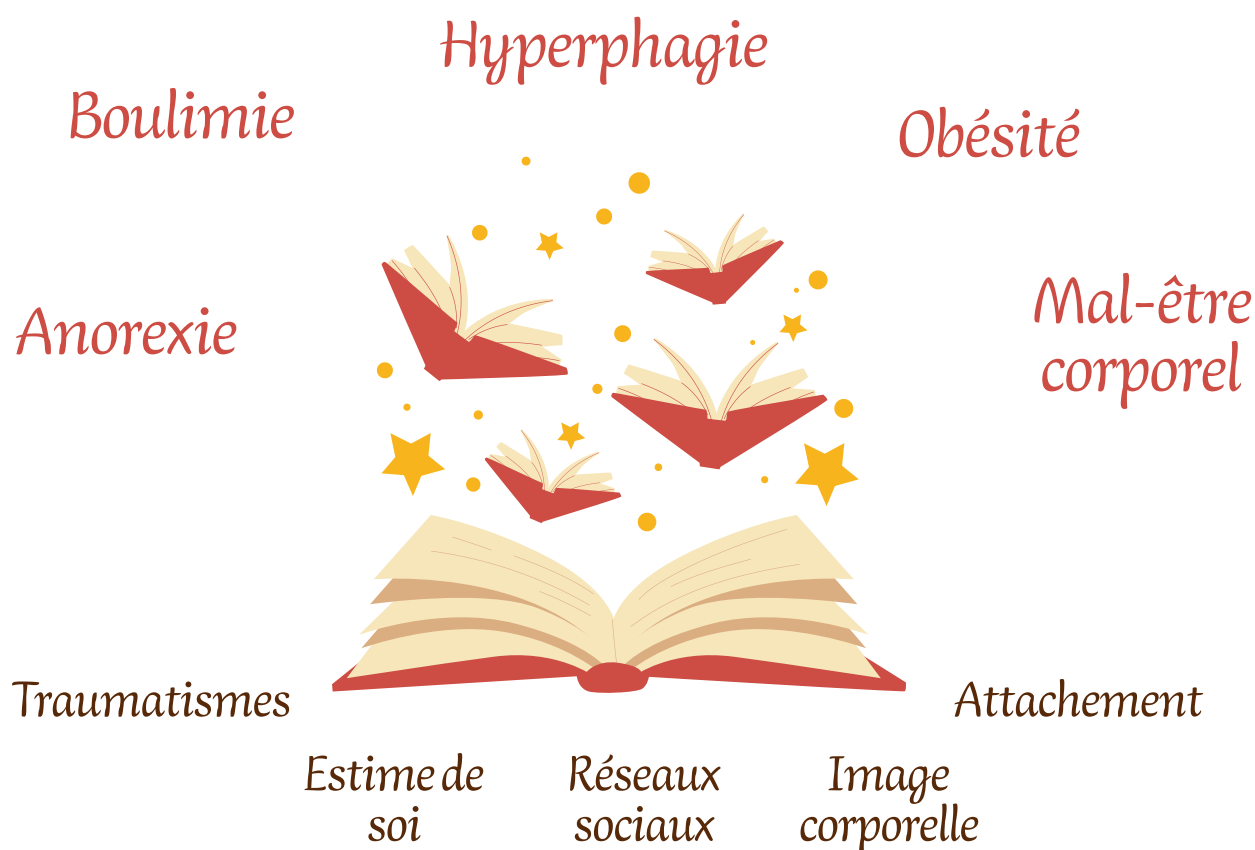 Hyperphagie
Boulimie
Obésité
Anorexie
Mal-être
corporel
Traumatismes
Attachement
Estime de
soi
Réseaux
sociaux
Image
corporelle